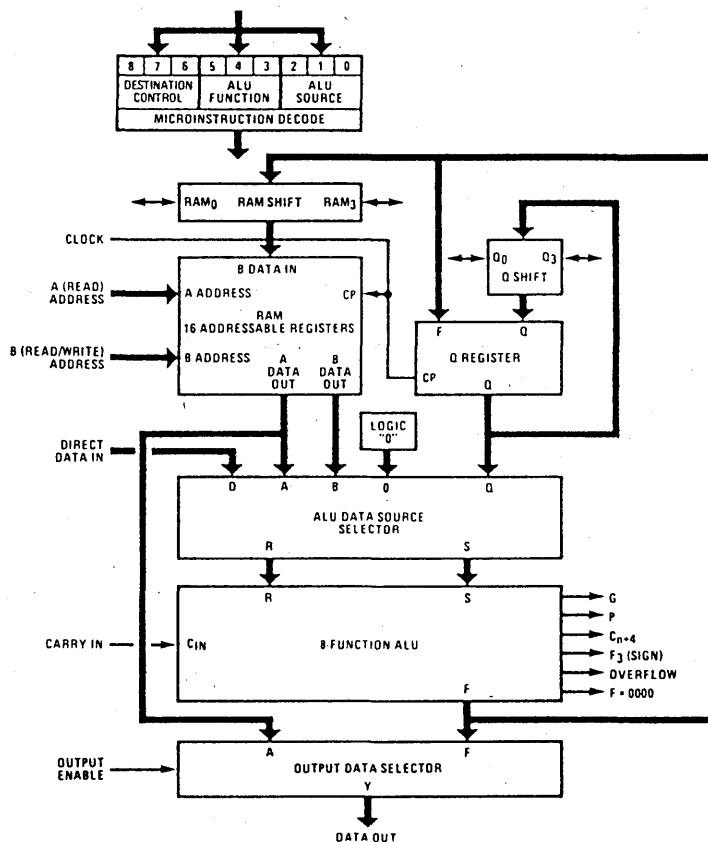 8 7 6 5 4 3 2 1 0
DESTINATION CONTROL
ALU FUNCTION
ALU SOURCE
MICROINSTRUCTION DECODE
RAM0 RAM SHIFT RAM3
CLOCK
Q0 Q3
Q SHIFT
B DATA IN
A (READ) ADDRESS
A ADDRESS
CP
RAM
16 ADDRESSABLE REGISTERS
F Q
B (READ/WRITE) ADDRESS
B ADDRESS
A DATA OUT
B DATA OUT
Q REGISTER
CP
Q
LOGIC "0"
DIRECT DATA IN
D A B 0 Q
ALU DATA SOURCE
SELECTOR
R S
R S
G
P
CARRY IN
CIN
8-FUNCTION ALU
Cn+4
F3 (SIGN)
OVERFLOW
F = 0000
F
A F
OUTPUT ENABLE
OUTPUT DATA SELECTOR
Y
DATA OUT